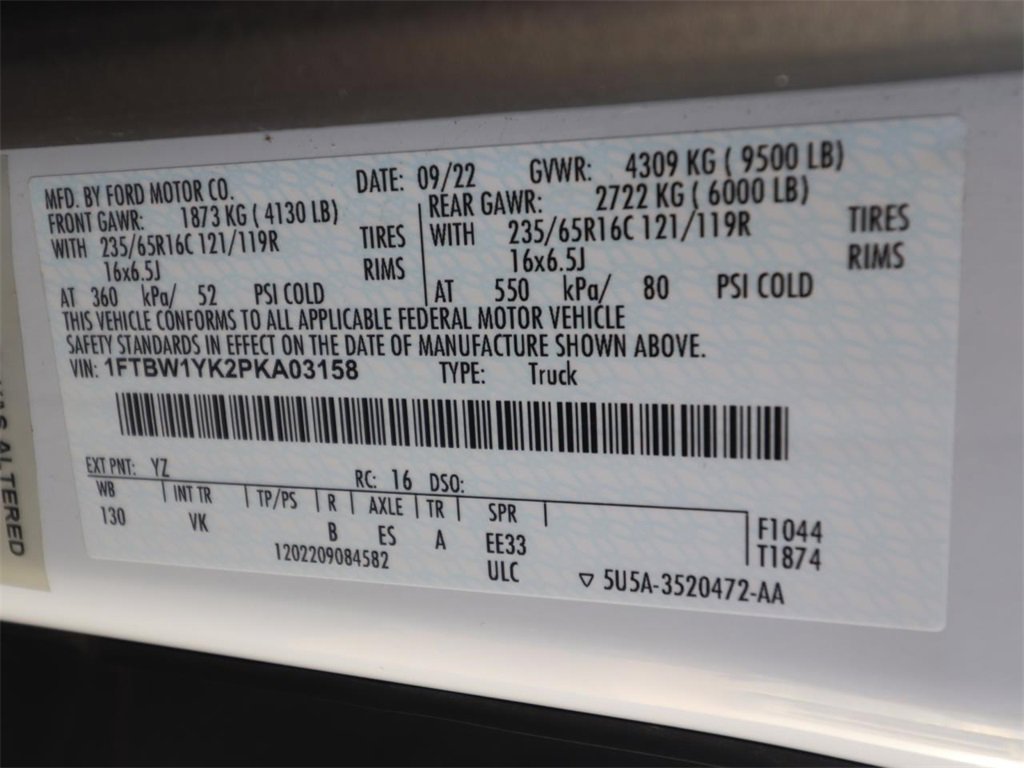 MFD. BY FORD MOTOR CO. DATE: 09/22 GVWR: 4309 KG ( 9500 LB)
FRONT GAWR: 1873 KG ( 4130 LB) REAR GAWR: 2722 KG ( 6000 LB)
WITH 235/65R16C 121/119R TIRES WITH 235/65R16C 121/119R TIRES
16x6.5J RIMS 16x6.5J RIMS
AT 360 kPa/ 52 PSI COLD AT 550 kPa/ 80 PSI COLD
THIS VEHICLE CONFORMS TO ALL APPLICABLE FEDERAL MOTOR VEHICLE
SAFETY STANDARDS IN EFFECT ON THE DATE OF MANUFACTURE SHOWN ABOVE.
VIN: 1FTBW1YK2PKA03158 TYPE: Truck
EXT PNT: YZ RC: 16 DSO:
WB INT TR TP/PS R AXLE TR SPR
130 VK B ES A EE33 F1044
1202209084582 ULC T1874
▽ 5U5A-3520472-AA
ALTERED